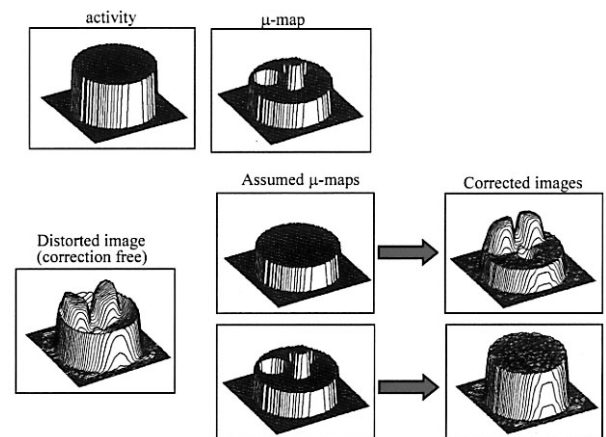 activity
μ-map
Assumed μ-maps
Corrected images
Distorted image
(correction free)